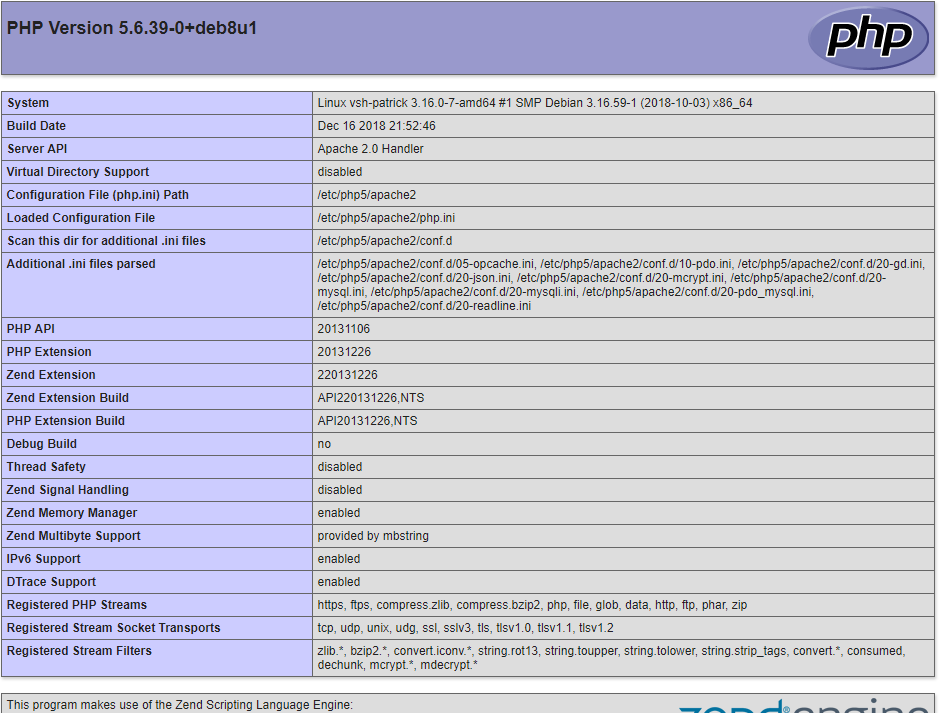 PHP Version 5.6.39-0+deb8u1
php
System Linux vsh-patrick 3.16.0-7-amd64 #1 SMP Debian 3.16.59-1 (2018-10-03) x86_64
Build Date Dec 16 2018 21:52:46
Server API Apache 2.0 Handler
Virtual Directory Support disabled
Configuration File (php.ini) Path /etc/php5/apache2
Loaded Configuration File /etc/php5/apache2/php.ini
Scan this dir for additional .ini files /etc/php5/apache2/conf.d
Additional .ini files parsed /etc/php5/apache2/conf.d/05-opcache.ini, /etc/php5/apache2/conf.d/10-pdo.ini, /etc/php5/apache2/conf.d/20-gd.ini,
/etc/php5/apache2/conf.d/20-json.ini, /etc/php5/apache2/conf.d/20-mcrypt.ini, /etc/php5/apache2/conf.d/20-
mysql.ini, /etc/php5/apache2/conf.d/20-mysqli.ini, /etc/php5/apache2/conf.d/20-pdo_mysql.ini,
/etc/php5/apache2/conf.d/20-readline.ini
PHP API 20131106
PHP Extension 20131226
Zend Extension 220131226
Zend Extension Build API220131226,NTS
PHP Extension Build API20131226,NTS
Debug Build no
Thread Safety disabled
Zend Signal Handling disabled
Zend Memory Manager enabled
Zend Multibyte Support provided by mbstring
IPv6 Support enabled
DTrace Support enabled
Registered PHP Streams https, ftps, compress.zlib, compress.bzip2, php, file, glob, data, http, ftp, phar, zip
Registered Stream Socket Transports tcp, udp, unix, udg, ssl, sslv3, tls, tlsv1.0, tlsv1.1, tlsv1.2
Registered Stream Filters zlib.*, bzip2.*, convert.iconv.*, string.rot13, string.toupper, string.tolower, string.strip_tags, convert.*, consumed,
dechunk, mcrypt.*, mdecrypt.*
This program makes use of the Zend Scripting Language Engine:
zend® engine